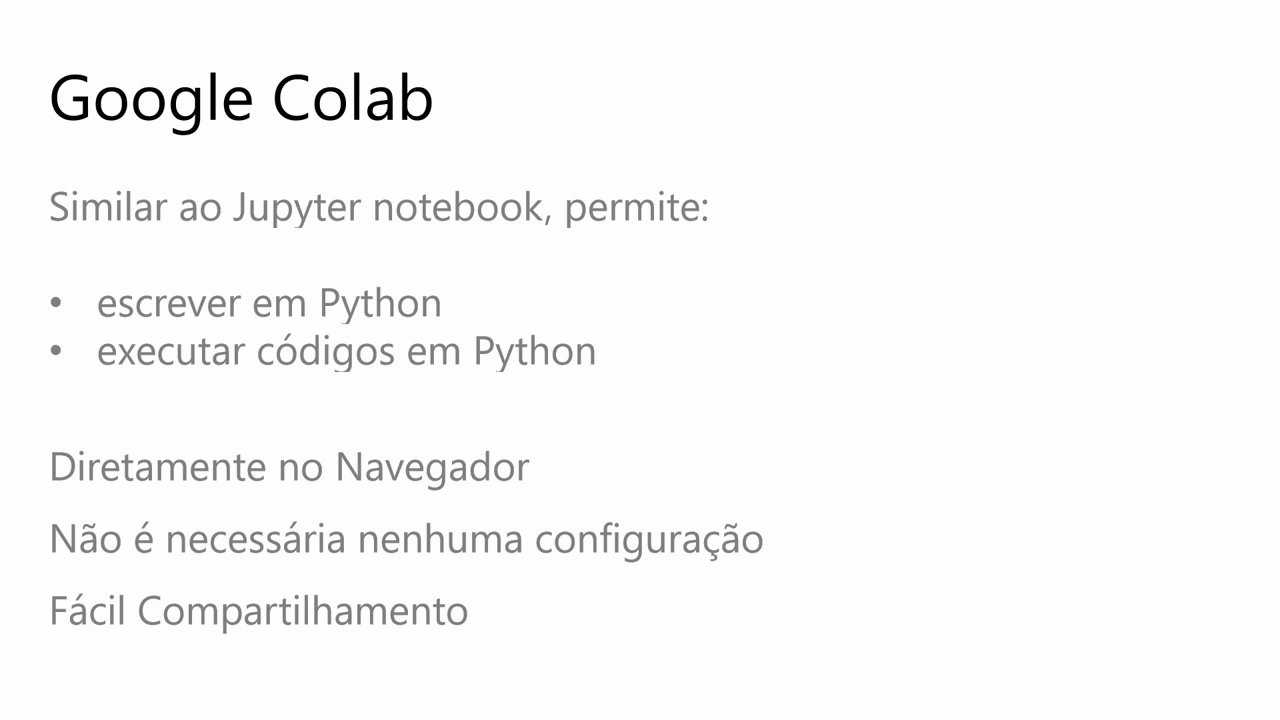 Google Colab
Similar ao Jupyter notebook, permite:
• escrever em Python
• executar códigos em Python
Diretamente no Navegador
Não é necessária nenhuma configuração
Fácil Compartilhamento